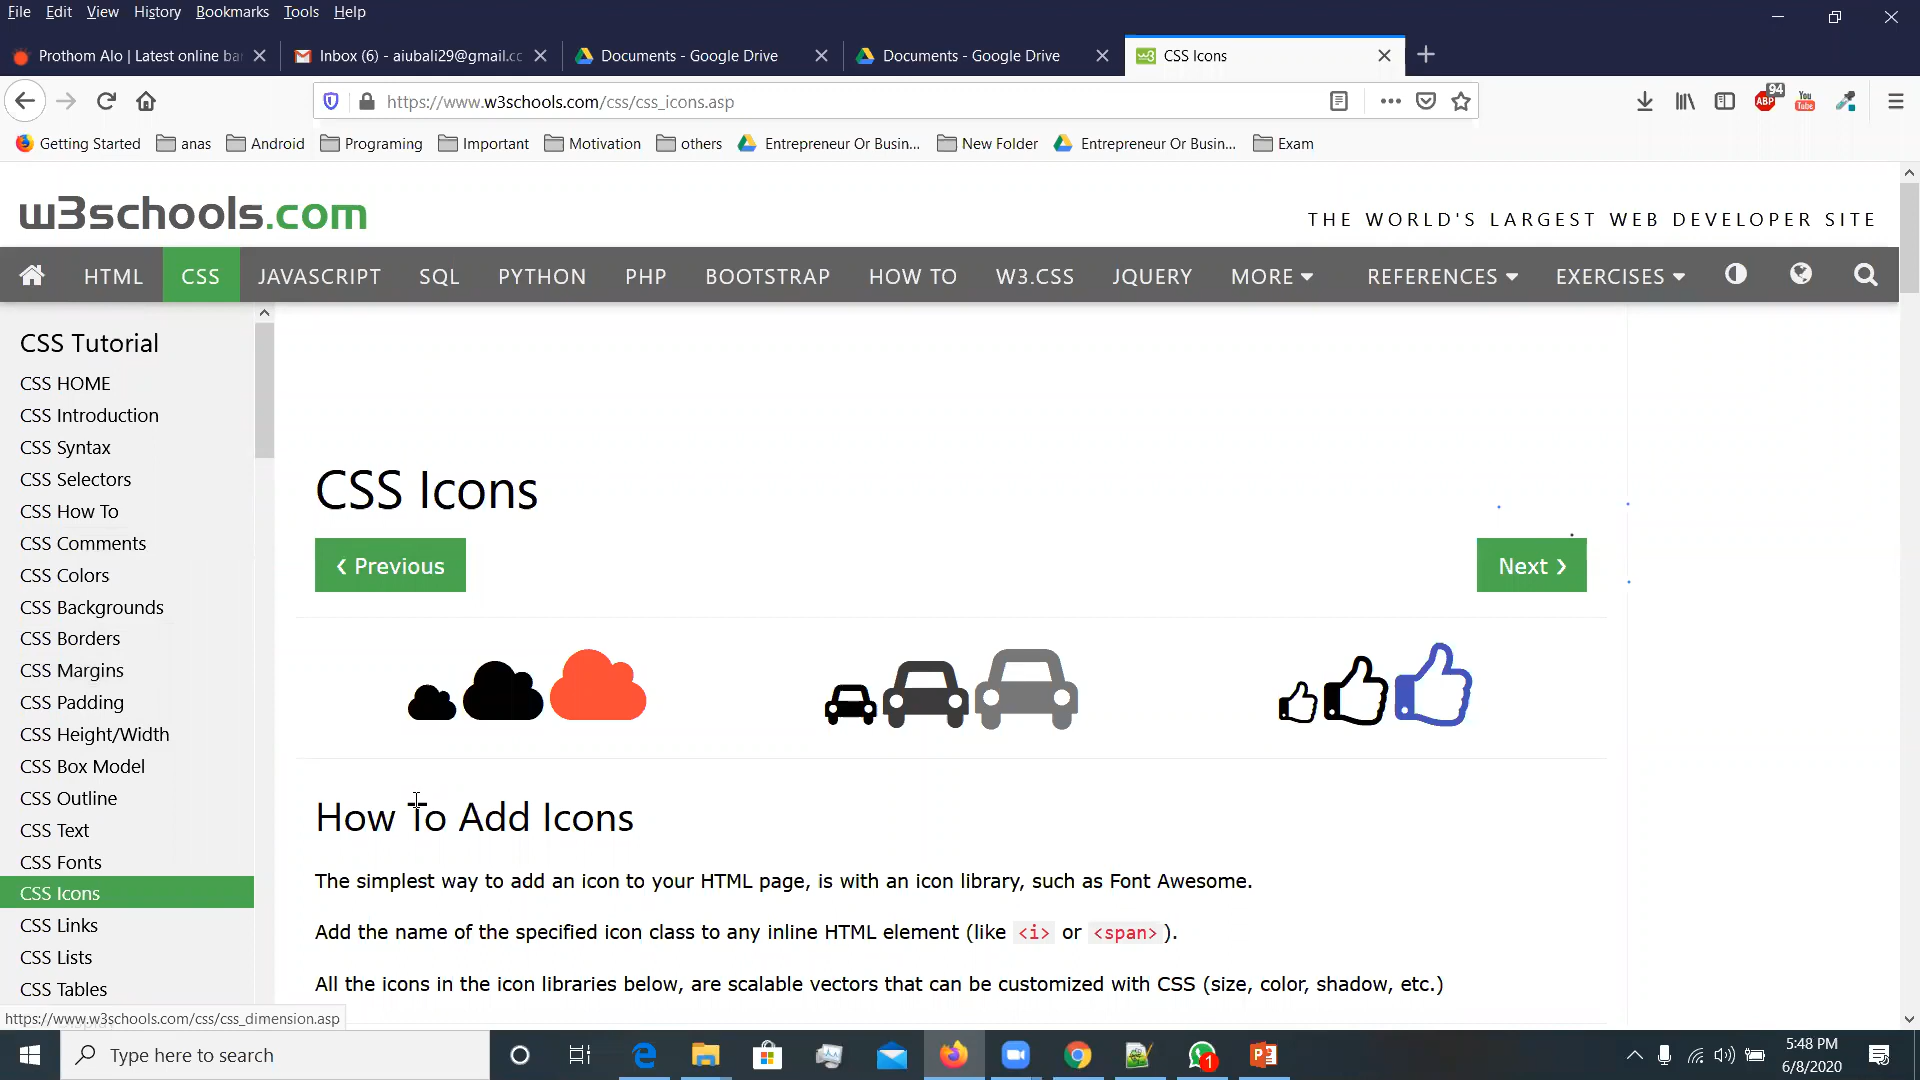 File Edit View History Bookmarks Tools Help
Prothom Alo | Latest online ba
Inbox (6) - aiubali29@gmail.cc
Documents - Google Drive
Documents - Google Drive
CSS Icons
https://www.w3schools.com/css/css_icons.asp
94
ABP
You Tube
Getting Started anas Android Programing Important Motivation others Entrepreneur Or Busin... New Folder Entrepreneur Or Busin... Exam
w3schools.com
THE WORLD'S LARGEST WEB DEVELOPER SITE
HTML CSS JAVASCRIPT SQL PYTHON PHP BOOTSTRAP HOW TO W3.CSS JQUERY MORE REFERENCES EXERCISES
CSS Tutorial
CSS HOME
CSS Introduction
CSS Syntax
CSS Selectors
CSS How To
CSS Comments
CSS Colors
CSS Backgrounds
CSS Borders
CSS Margins
CSS Padding
CSS Height/Width
CSS Box Model
CSS Outline
CSS Text
CSS Fonts
CSS Icons
CSS Links
CSS Lists
CSS Tables
https://www.w3schools.com/css/css_dimension.asp
CSS Icons
❮ Previous
Next ❯
How To Add Icons
The simplest way to add an icon to your HTML page, is with an icon library, such as Font Awesome.
Add the name of the specified icon class to any inline HTML element (like <i> or <span>).
All the icons in the icon libraries below, are scalable vectors that can be customized with CSS (size, color, shadow, etc.)
Type here to search
1
5:48 PM
6/8/2020